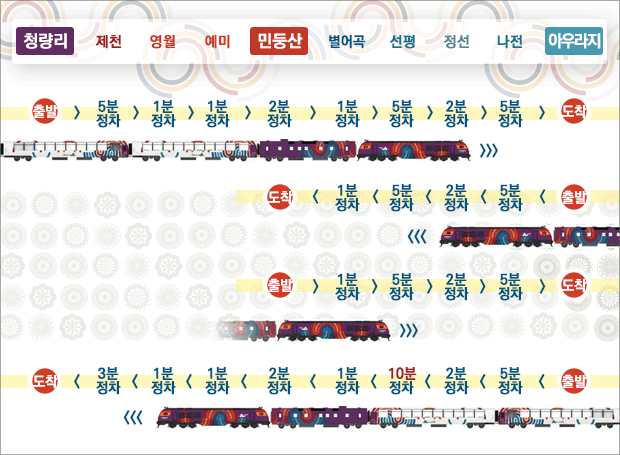 청량리 제천 영월 예미 민둥산 별어곡 선평 정선 나전 아우라지
출발 > 5분 정차 > 1분 정차 > 1분 정차 > 2분 정차 > 1분 정차 > 5분 정차 > 2분 정차 > 5분 정차 > 도착
>>>
도착 < 1분 정차 < 5분 정차 < 2분 정차 < 5분 정차 < 출발
<<<
출발 > 1분 정차 > 5분 정차 > 2분 정차 > 5분 정차 > 도착
>>>
도착 < 3분 정차 < 1분 정차 < 1분 정차 < 2분 정차 < 1분 정차 < 10분 정차 < 2분 정차 < 5분 정차 < 출발
<<<